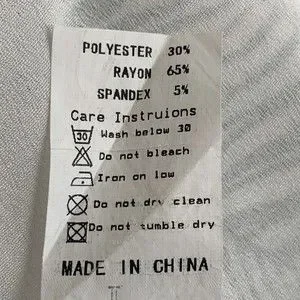 POLYESTER 30%
RAYON 65%
SPANDEX 5%
Care Instruions
30 Wash below 30
Do not bleach
Iron on low
Do not dry clean
Do not tumble dry
MADE IN CHINA